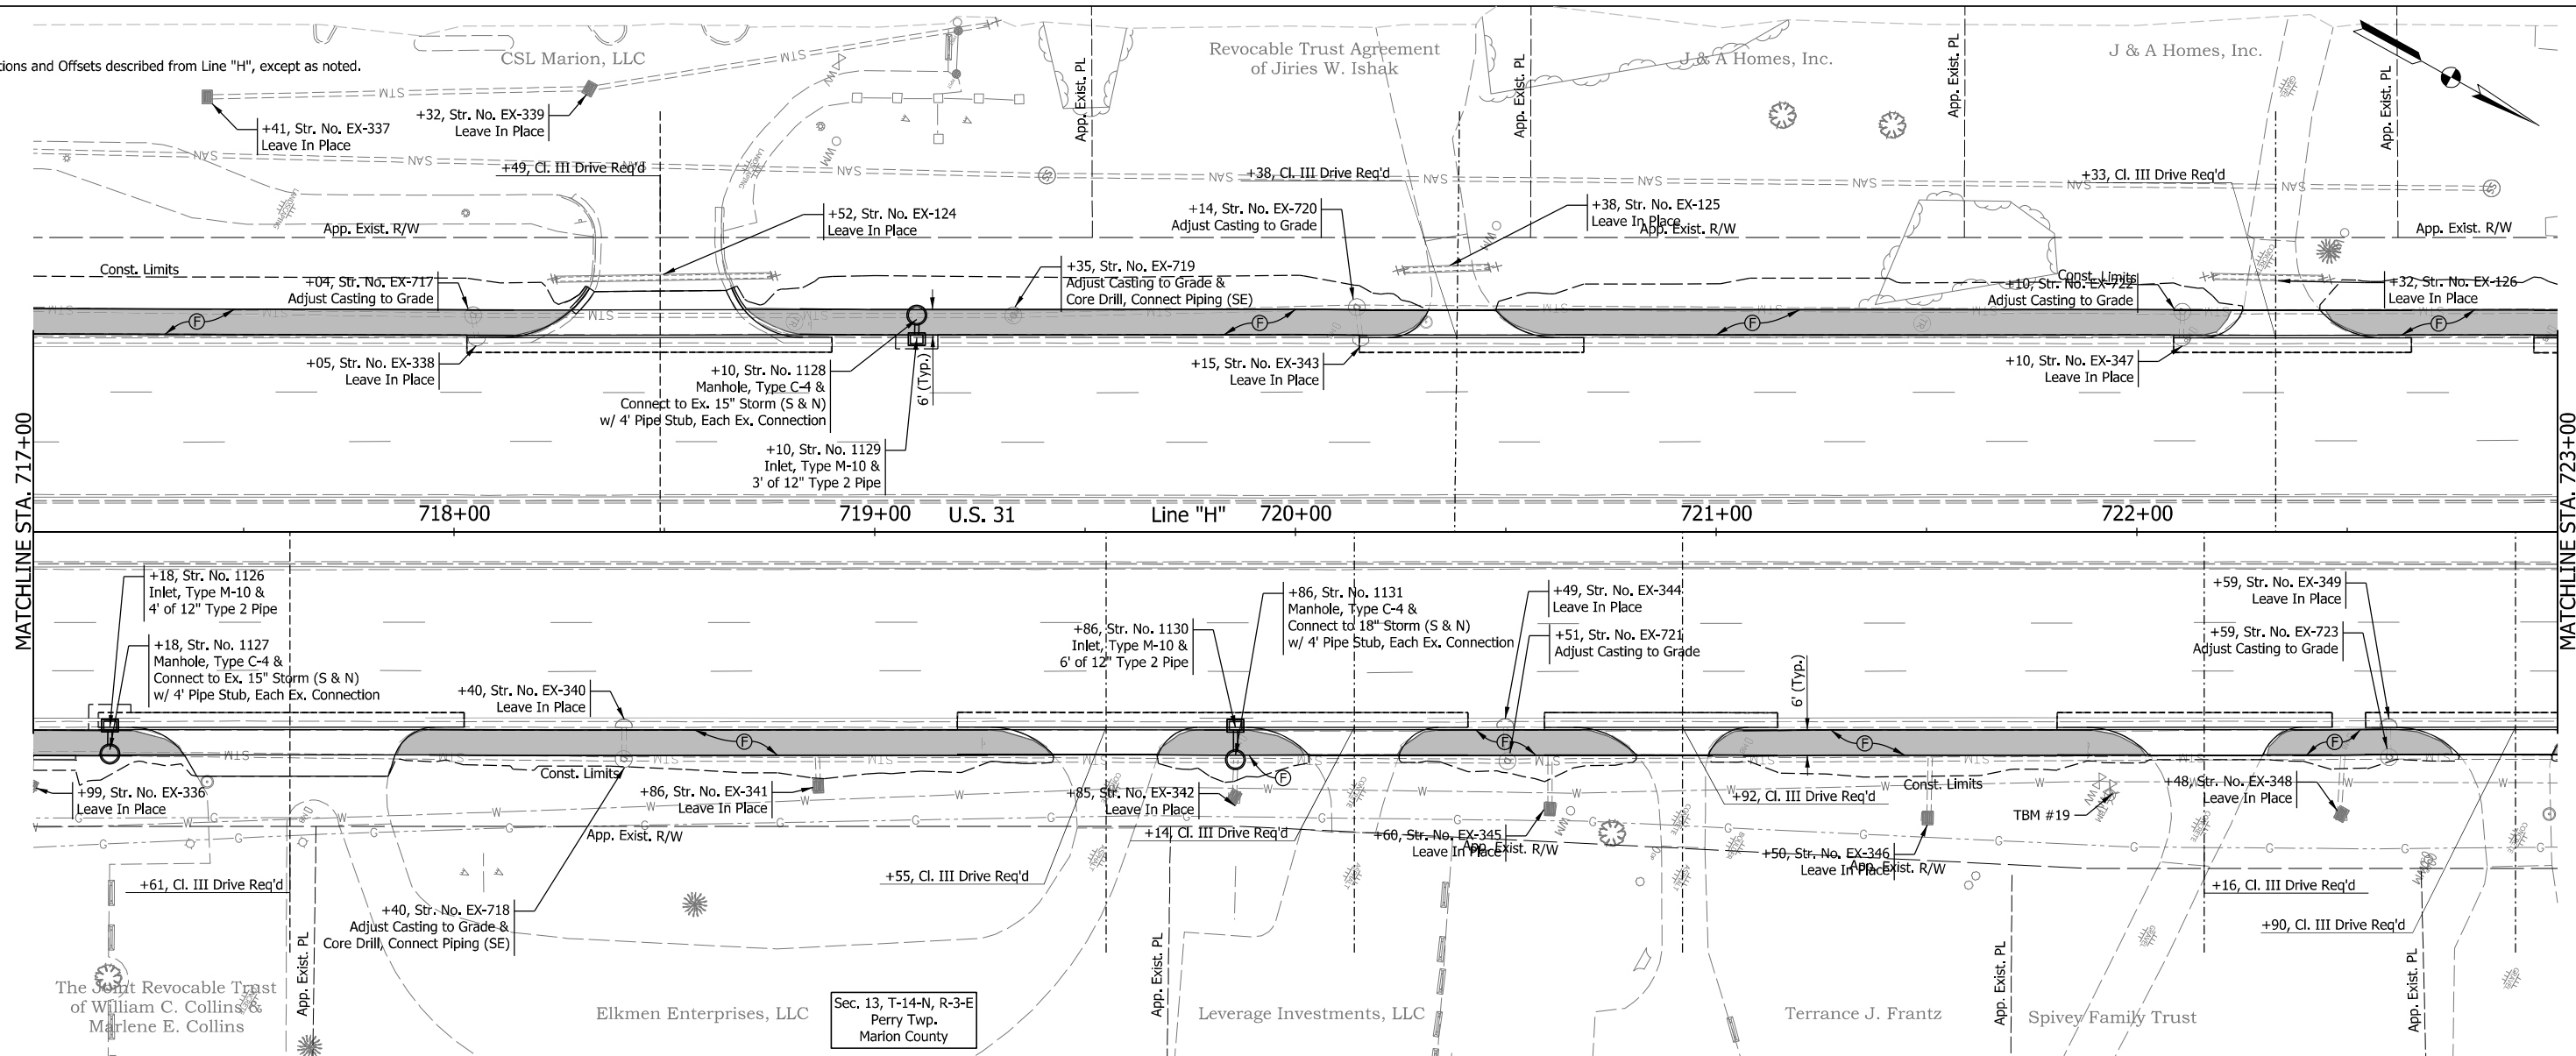 CSL Marion, LLC
Revocable Trust Agreement
of Jiries W. Ishak
J & A Homes, Inc.
J & A Homes, Inc.
tions and Offsets described from Line "H", except as noted.
+41, Str. No. EX-337
Leave In Place
+32, Str. No. EX-339
Leave In Place
App. Exist. PL
App. Exist. PL
App. Exist. PL
App. Exist. PL
STM
STM
STM
SAN
SAN
SAN
SAN
SAN
SAN
SAN
SAN
SAN
SAN
SAN
+49, Cl. III Drive Req'd
+38, Cl. III Drive Req'd
+33, Cl. III Drive Req'd
LANDSCAPING
LANDSCAPING
WV
WM
WM
App. Exist. R/W
+52, Str. No. EX-124
Leave In Place
+14, Str. No. EX-720
Adjust Casting to Grade
+38, Str. No. EX-125
Leave In Place
App. Exist. R/W
App. Exist. R/W
Const. Limits
+04, Str. No. EX-717
Adjust Casting to Grade
+35, Str. No. EX-719
Adjust Casting to Grade &
Core Drill, Connect Piping (SE)
Const. Limits
+10, Str. No. EX-722
Adjust Casting to Grade
+32, Str. No. EX-126
Leave In Place
F
F
F
F
+05, Str. No. EX-338
Leave In Place
+10, Str. No. 1128
Manhole, Type C-4 &
Connect to Ex. 15" Storm (S & N)
w/ 4' Pipe Stub, Each Ex. Connection
6' (Typ.)
+15, Str. No. EX-343
Leave In Place
+10, Str. No. EX-347
Leave In Place
+10, Str. No. 1129
Inlet, Type M-10 &
3' of 12" Type 2 Pipe
MATCHLINE STA. 717+00
MATCHLINE STA. 723+00
718+00
719+00
U.S. 31
Line "H"
720+00
721+00
722+00
+18, Str. No. 1126
Inlet, Type M-10 &
4' of 12" Type 2 Pipe
+18, Str. No. 1127
Manhole, Type C-4 &
Connect to Ex. 15" Storm (S & N)
w/ 4' Pipe Stub, Each Ex. Connection
+40, Str. No. EX-340
Leave In Place
+86, Str. No. 1130
Inlet, Type M-10 &
6' of 12" Type 2 Pipe
+86, Str. No. 1131
Manhole, Type C-4 &
Connect to 18" Storm (S & N)
w/ 4' Pipe Stub, Each Ex. Connection
+49, Str. No. EX-344
Leave In Place
+51, Str. No. EX-721
Adjust Casting to Grade
6' (Typ.)
+59, Str. No. EX-349
Leave In Place
+59, Str. No. EX-723
Adjust Casting to Grade
F
F
F
F
F
Const. Limits
Const. Limits
+99, Str. No. EX-336
Leave In Place
+86, Str. No. EX-341
Leave In Place
+85, Str. No. EX-342
Leave In Place
+92, Cl. III Drive Req'd
+48, Str. No. EX-348
Leave In Place
TBM #19
App. Exist. R/W
+14, Cl. III Drive Req'd
+60, Str. No. EX-345
Leave In Place
App. Exist. R/W
+50, Str. No. EX-346
Leave In Place
App. Exist. R/W
+61, Cl. III Drive Req'd
+55, Cl. III Drive Req'd
+16, Cl. III Drive Req'd
+40, Str. No. EX-718
Adjust Casting to Grade &
Core Drill, Connect Piping (SE)
+90, Cl. III Drive Req'd
App. Exist. PL
App. Exist. PL
App. Exist. PL
App. Exist. PL
The Joint Revocable Trust
of William C. Collins &
Marlene E. Collins
Elkmen Enterprises, LLC
Sec. 13, T-14-N, R-3-E
Perry Twp.
Marion County
Leverage Investments, LLC
Terrance J. Frantz
Spivey Family Trust